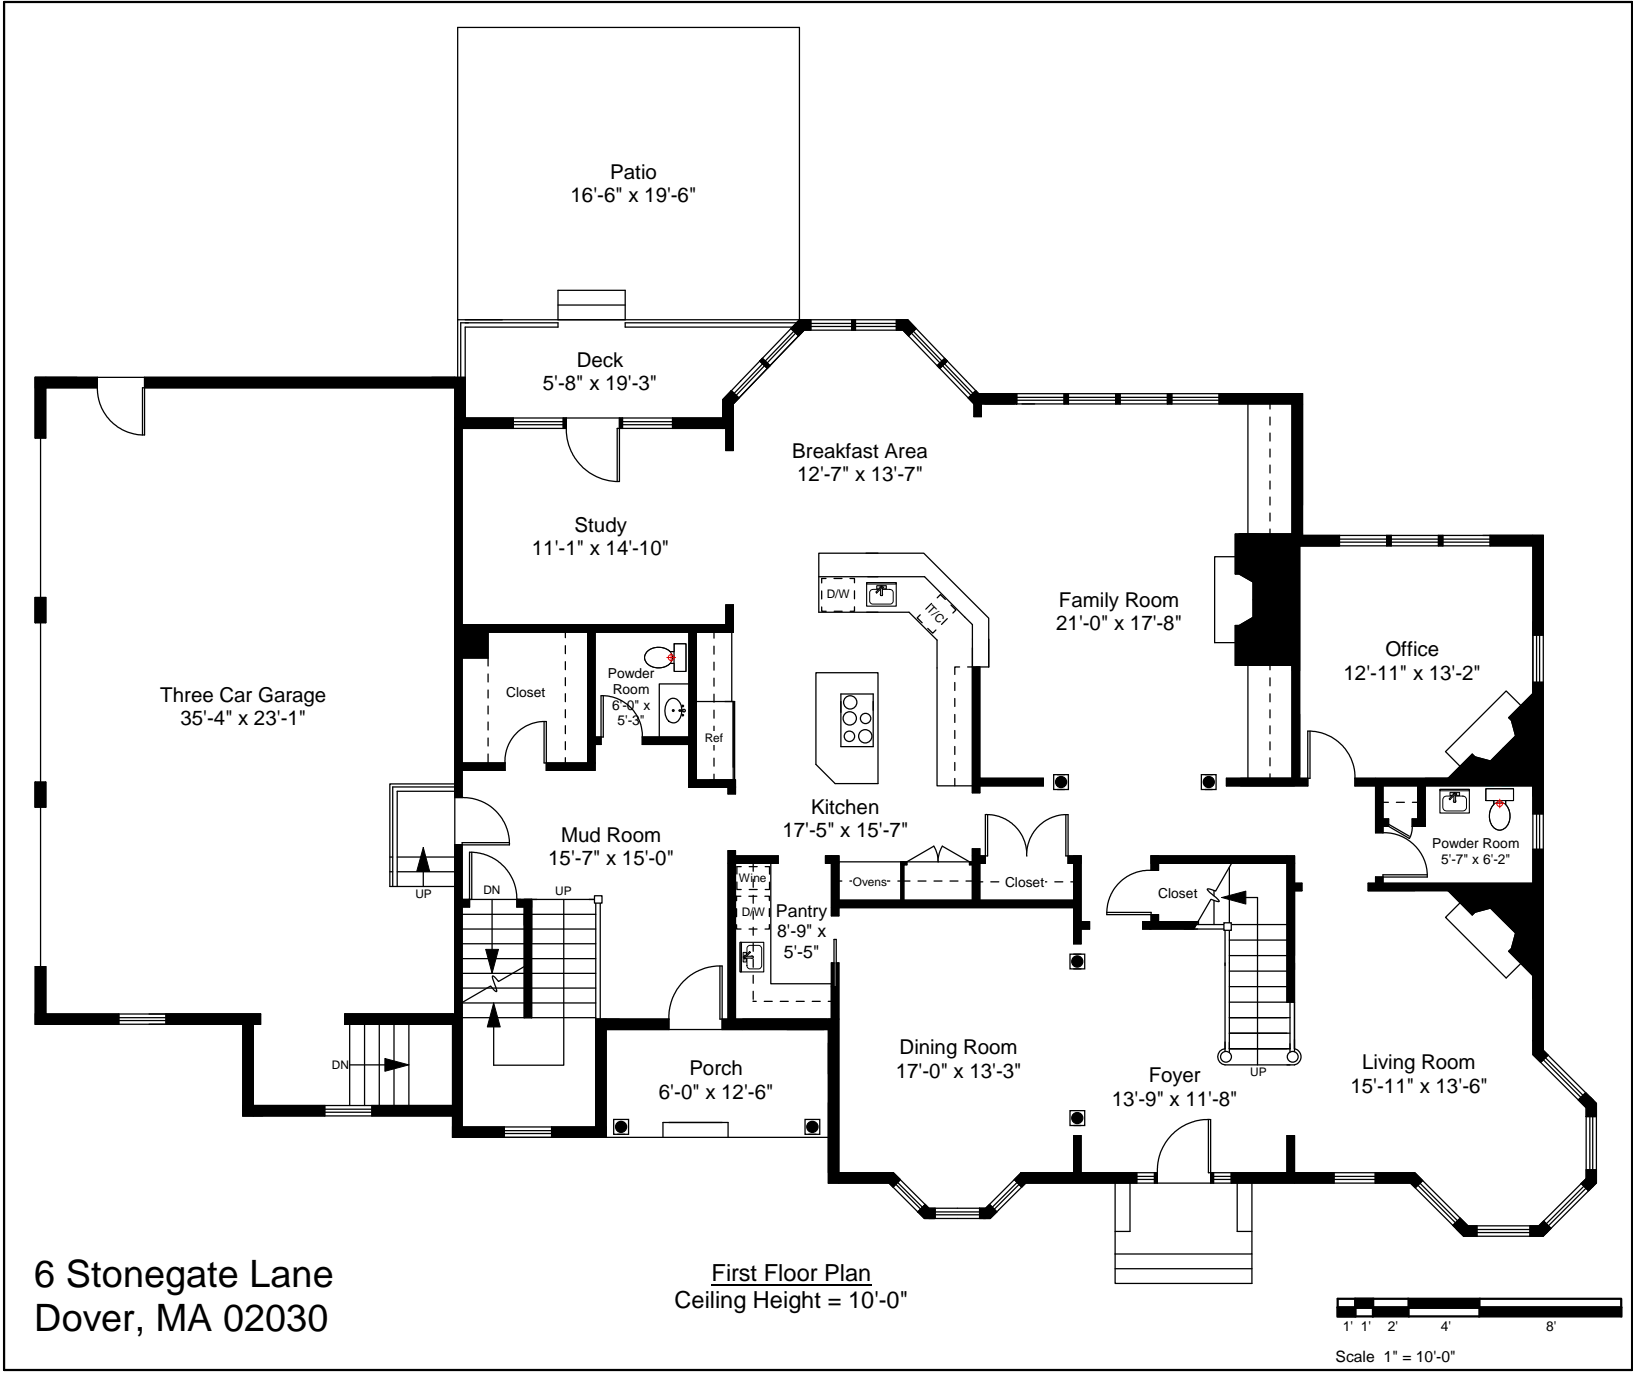 Patio
16'-6" x 19'-6"
Deck
5'-8" x 19'-3"
Breakfast Area
12'-7" x 13'-7"
Study
11'-1" x 14'-10"
D/W
IT/CI
Family Room
21'-0" x 17'-8"
Office
12'-11" x 13'-2"
Three Car Garage
35'-4" x 23'-1"
Closet
Powder
Room
6'-0" x
5'-3"
Ref
Kitchen
17'-5" x 15'-7"
Mud Room
15'-7" x 15'-0"
Powder Room
5'-7" x 6'-2"
UP
DN
UP
Wine
D/W
Pantry
8'-9" x
5'-5"
Ovens
Closet
Closet
DN
Porch
6'-0" x 12'-6"
Dining Room
17'-0" x 13'-3"
Foyer
13'-9" x 11'-8"
UP
Living Room
15'-11" x 13'-6"
6 Stonegate Lane
Dover, MA 02030
First Floor Plan
Ceiling Height = 10'-0"
1' 1' 2' 4' 8'
Scale 1" = 10'-0"